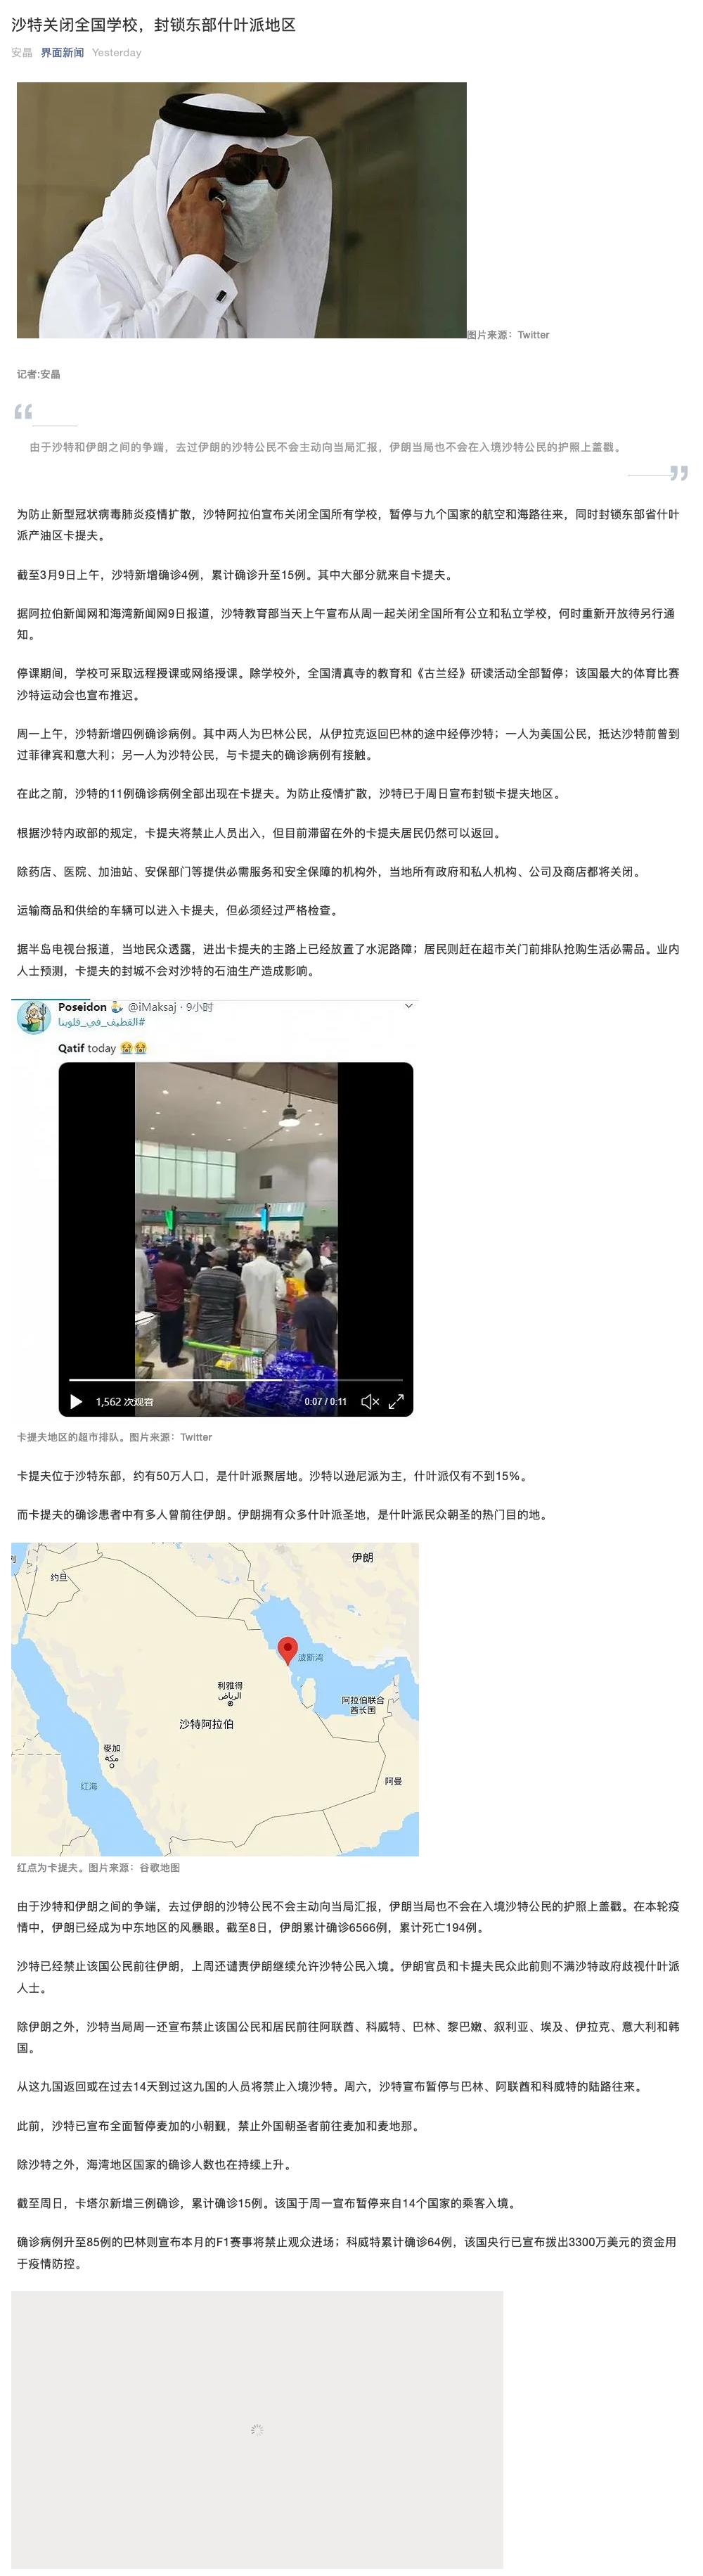 沙特关闭全国学校，封锁东部什叶派地区
安晶 界面新闻 Yesterday
图片来源：Twitter
记者:安晶
“
由于沙特和伊朗之间的争端，去过伊朗的沙特公民不会主动向当局汇报，伊朗当局也不会在入境沙特公民的护照上盖戳。
”
为防止新型冠状病毒肺炎疫情扩散，沙特阿拉伯宣布关闭全国所有学校，暂停与九个国家的航空和海路往来，同时封锁东部省什叶
派产油区卡提夫。
截至3月9日上午，沙特新增确诊4例，累计确诊升至15例。其中大部分就来自卡提夫。
据阿拉伯新闻网和海湾新闻网9日报道，沙特教育部当天上午宣布从周一起关闭全国所有公立和私立学校，何时重新开放待另行通
知。
停课期间，学校可采取远程授课或网络授课。除学校外，全国清真寺的教育和《古兰经》研读活动全部暂停；该国最大的体育比赛
沙特运动会也宣布推迟。
周一上午，沙特新增四例确诊病例。其中两人为巴林公民，从伊拉克返回巴林的途中经停沙特；一人为美国公民，抵达沙特前曾到
过菲律宾和意大利；另一人为沙特公民，与卡提夫的确诊病例有接触。
在此之前，沙特的11例确诊病例全部出现在卡提夫。为防止疫情扩散，沙特已于周日宣布封锁卡提夫地区。
根据沙特内政部的规定，卡提夫将禁止人员出入，但目前滞留在外的卡提夫居民仍然可以返回。
除药店、医院、加油站、安保部门等提供必需服务和安全保障的机构外，当地所有政府和私人机构、公司及商店都将关闭。
运输商品和供给的车辆可以进入卡提夫，但必须经过严格检查。
据半岛电视台报道，当地民众透露，进出卡提夫的主路上已经放置了水泥路障；居民则赶在超市关门前排队抢购生活必需品。业内
人士预测，卡提夫的封城不会对沙特的石油生产造成影响。
Poseidon @iMaksaj · 9小时
#القطيف_في_قلوبنا
Qatif today
1,562 次观看 0:07 / 0:11
卡提夫地区的超市排队。图片来源：Twitter
卡提夫位于沙特东部，约有50万人口，是什叶派聚居地。沙特以逊尼派为主，什叶派仅有不到15%。
而卡提夫的确诊患者中有多人曾前往伊朗。伊朗拥有众多什叶派圣地，是什叶派民众朝圣的热门目的地。
伊朗
约旦
波斯湾
利雅得
الرياض
阿拉伯联合
酋长国
沙特阿拉伯
麥加
مكة
红海
阿曼
红点为卡提夫。图片来源：谷歌地图
由于沙特和伊朗之间的争端，去过伊朗的沙特公民不会主动向当局汇报，伊朗当局也不会在入境沙特公民的护照上盖戳。在本轮疫
情中，伊朗已经成为中东地区的风暴眼。截至8日，伊朗累计确诊6566例，累计死亡194例。
沙特已经禁止该国公民前往伊朗，上周还谴责伊朗继续允许沙特公民入境。伊朗官员和卡提夫民众此前则不满沙特政府歧视什叶派
人士。
除伊朗之外，沙特当局周一还宣布禁止该国公民和居民前往阿联酋、科威特、巴林、黎巴嫩、叙利亚、埃及、伊拉克、意大利和韩
国。
从这九国返回或在过去14天到过这九国的人员将禁止入境沙特。周六，沙特宣布暂停与巴林、阿联酋和科威特的陆路往来。
此前，沙特已宣布全面暂停麦加的小朝觐，禁止外国朝圣者前往麦加和麦地那。
除沙特之外，海湾地区国家的确诊人数也在持续上升。
截至周日，卡塔尔新增三例确诊，累计确诊15例。该国于周一宣布暂停来自14个国家的乘客入境。
确诊病例升至85例的巴林则宣布本月的F1赛事将禁止观众进场；科威特累计确诊64例，该国央行已宣布拨出3300万美元的资金用
于疫情防控。